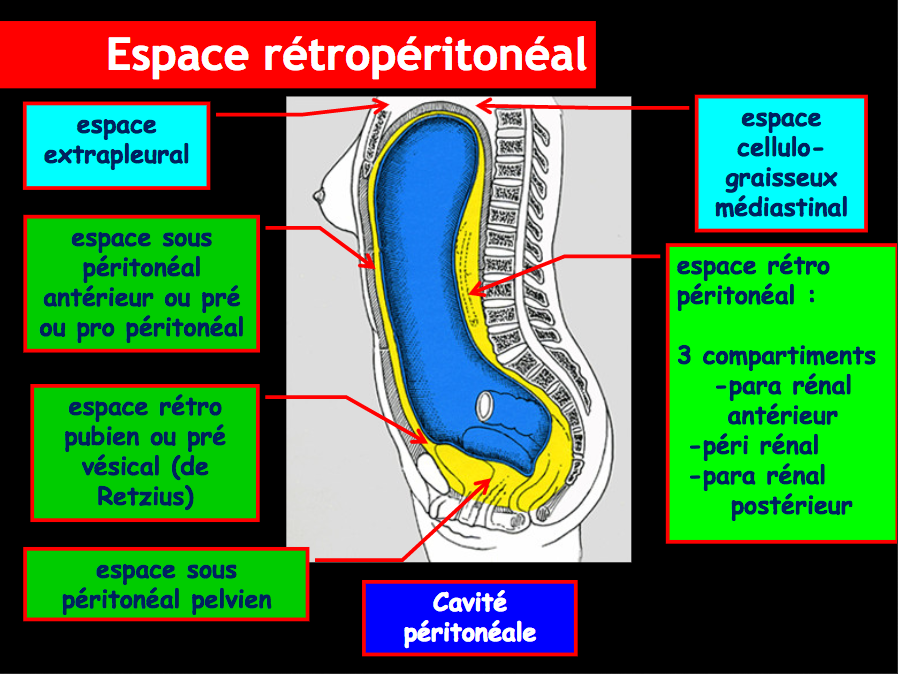 Espace rétropéritonéal
espace
extrapleural
espace
cellulo-
graisseux
médiastinal
espace sous
péritonéal
antérieur ou pré
ou pro péritonéal
espace rétro
péritonéal :
3 compartiments
-para rénal
antérieur
-péri rénal
-para rénal
postérieur
espace rétro
pubien ou pré
vésical (de
Retzius)
espace sous
péritonéal pelvien
Cavité
péritonéale